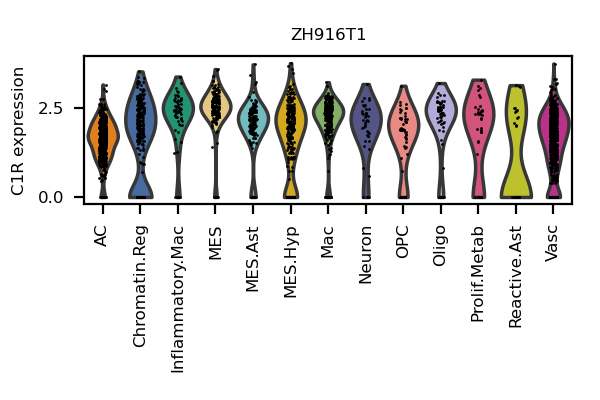 ZH916T1
C1R expression
2.5
0.0
AC
Chromatin.Reg
Inflammatory.Mac
MES
MES.Ast
MES.Hyp
Mac
Neuron
OPC
Oligo
Prolif.Metab
Reactive.Ast
Vasc